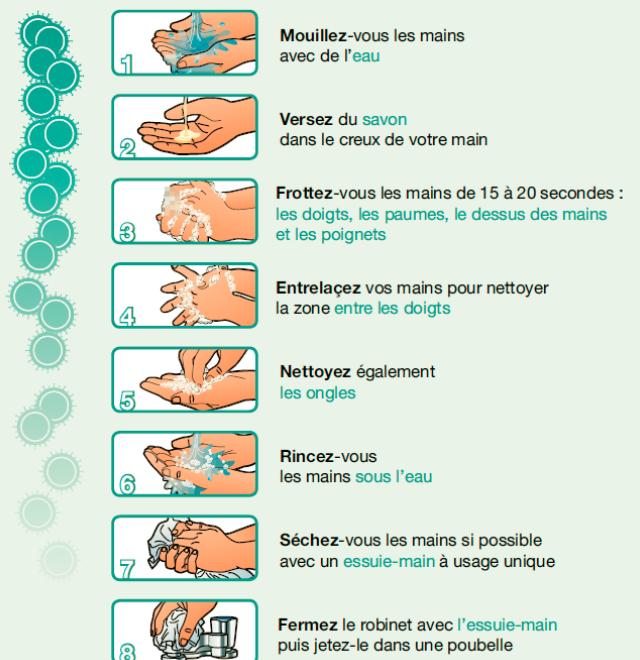 1
Mouillez-vous les mains
avec de l'eau
2
Versez du savon
dans le creux de votre main
3
Frottez-vous les mains de 15 à 20 secondes :
les doigts, les paumes, le dessus des mains
et les poignets
4
Entrelaçez vos mains pour nettoyer
la zone entre les doigts
5
Nettoyez également
les ongles
6
Rincez-vous
les mains sous l'eau
7
Séchez-vous les mains si possible
avec un essuie-main à usage unique
8
Fermez le robinet avec l'essuie-main
puis jetez-le dans une poubelle